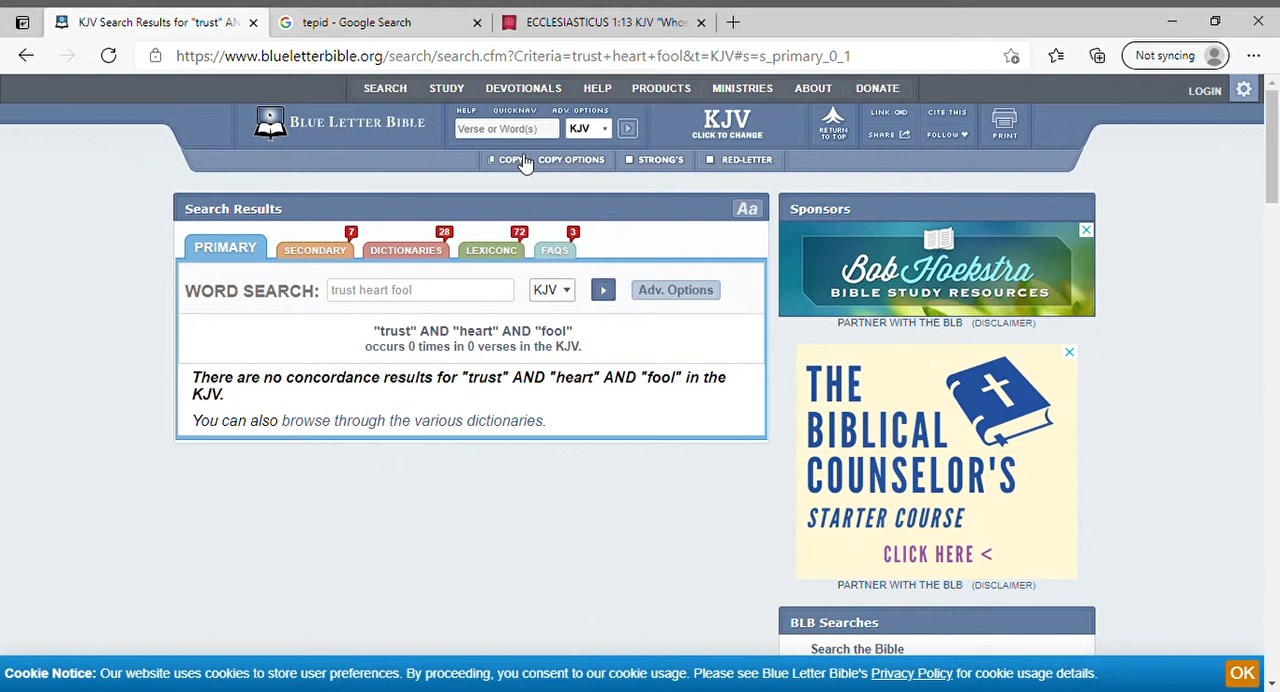 KJV Search Results for "trust" AN
tepid - Google Search
ECCLESIASTICUS 1:13 KJV "Whos
https://www.blueletterbible.org/search/search.cfm?Criteria=trust+heart+fool&t=KJV#s=s_primary_0_1
Not syncing
SEARCH STUDY DEVOTIONALS HELP PRODUCTS MINISTRIES ABOUT DONATE
LOGIN
BLUE LETTER BIBLE
HELP QUICKNAV ADV. OPTIONS
Verse or Word(s) KJV
KJV
CLICK TO CHANGE
RETURN
TO TOP
LINK CITE THIS
SHARE FOLLOW
PRINT
COPY COPY OPTIONS STRONG'S RED-LETTER
Search Results
Aa
PRIMARY
SECONDARY 7
DICTIONARIES 28
LEXICONC 72
FAQS 3
WORD SEARCH: trust heart fool KJV Adv. Options
"trust" AND "heart" AND "fool"
occurs 0 times in 0 verses in the KJV.
There are no concordance results for "trust" AND "heart" AND "fool" in the
KJV.
You can also browse through the various dictionaries.
Sponsors
Bob Hoekstra
BIBLE STUDY RESOURCES
PARTNER WITH THE BLB (DISCLAIMER)
THE
BIBLICAL
COUNSELOR'S
STARTER COURSE
CLICK HERE <
PARTNER WITH THE BLB (DISCLAIMER)
BLB Searches
Search the Bible
Cookie Notice: Our website uses cookies to store user preferences. By proceeding, you consent to our cookie usage. Please see Blue Letter Bible's Privacy Policy for cookie usage details.
OK